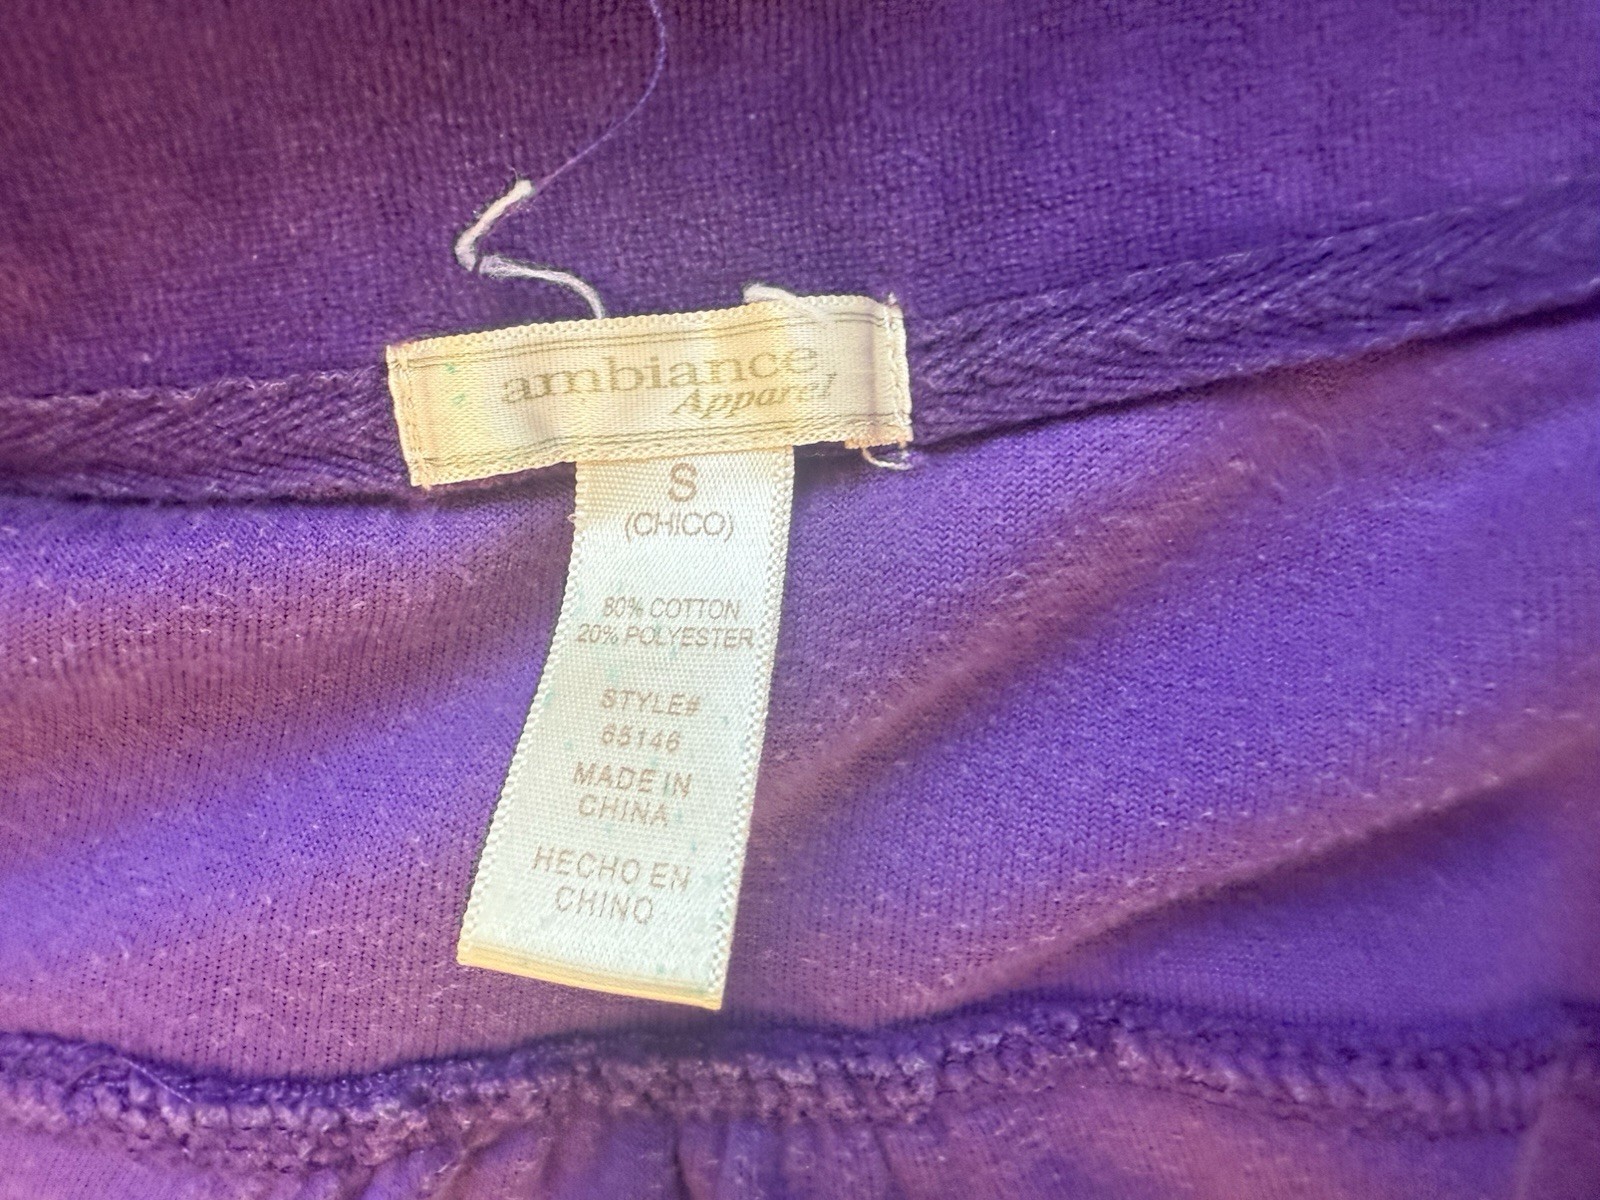 ambiance
Apparel
S
(CHICO)
80% COTTON
20% POLYESTER
STYLE#
65146
MADE IN
CHINA
HECHO EN
CHINO